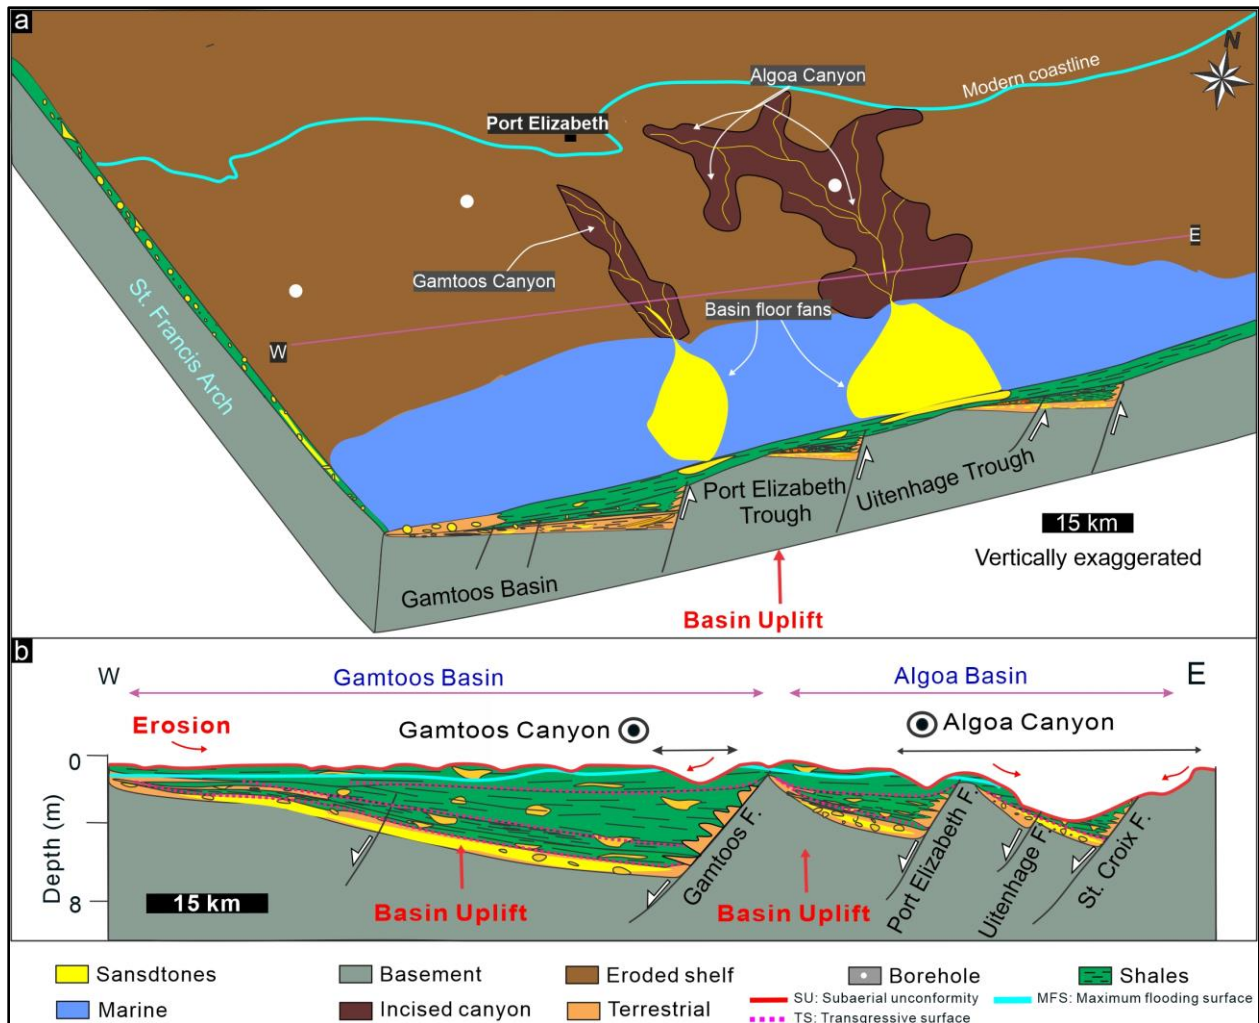 a
N
Algoa Canyon
Modern coastline
Port Elizabeth
E
Gamtoos Canyon
Basin floor fans
St. Francis Arch
W
Port Elizabeth
Trough
Uitenhage Trough
15 km
Vertically exaggerated
Gamtoos Basin
Basin Uplift
b
W
Gamtoos Basin
Algoa Basin
E
Erosion
Gamtoos Canyon
Algoa Canyon
0
Depth (m)
8
15 km
Basin Uplift
Gamtoos F.
Basin Uplift
Port Elizabeth F.
Uitenhage F.
St. Croix F.
Sansdtones
Basement
Eroded shelf
Borehole
Shales
Marine
Incised canyon
Terrestrial
SU: Subaerial unconformity
MFS: Maximum flooding surface
TS: Transgressive surface